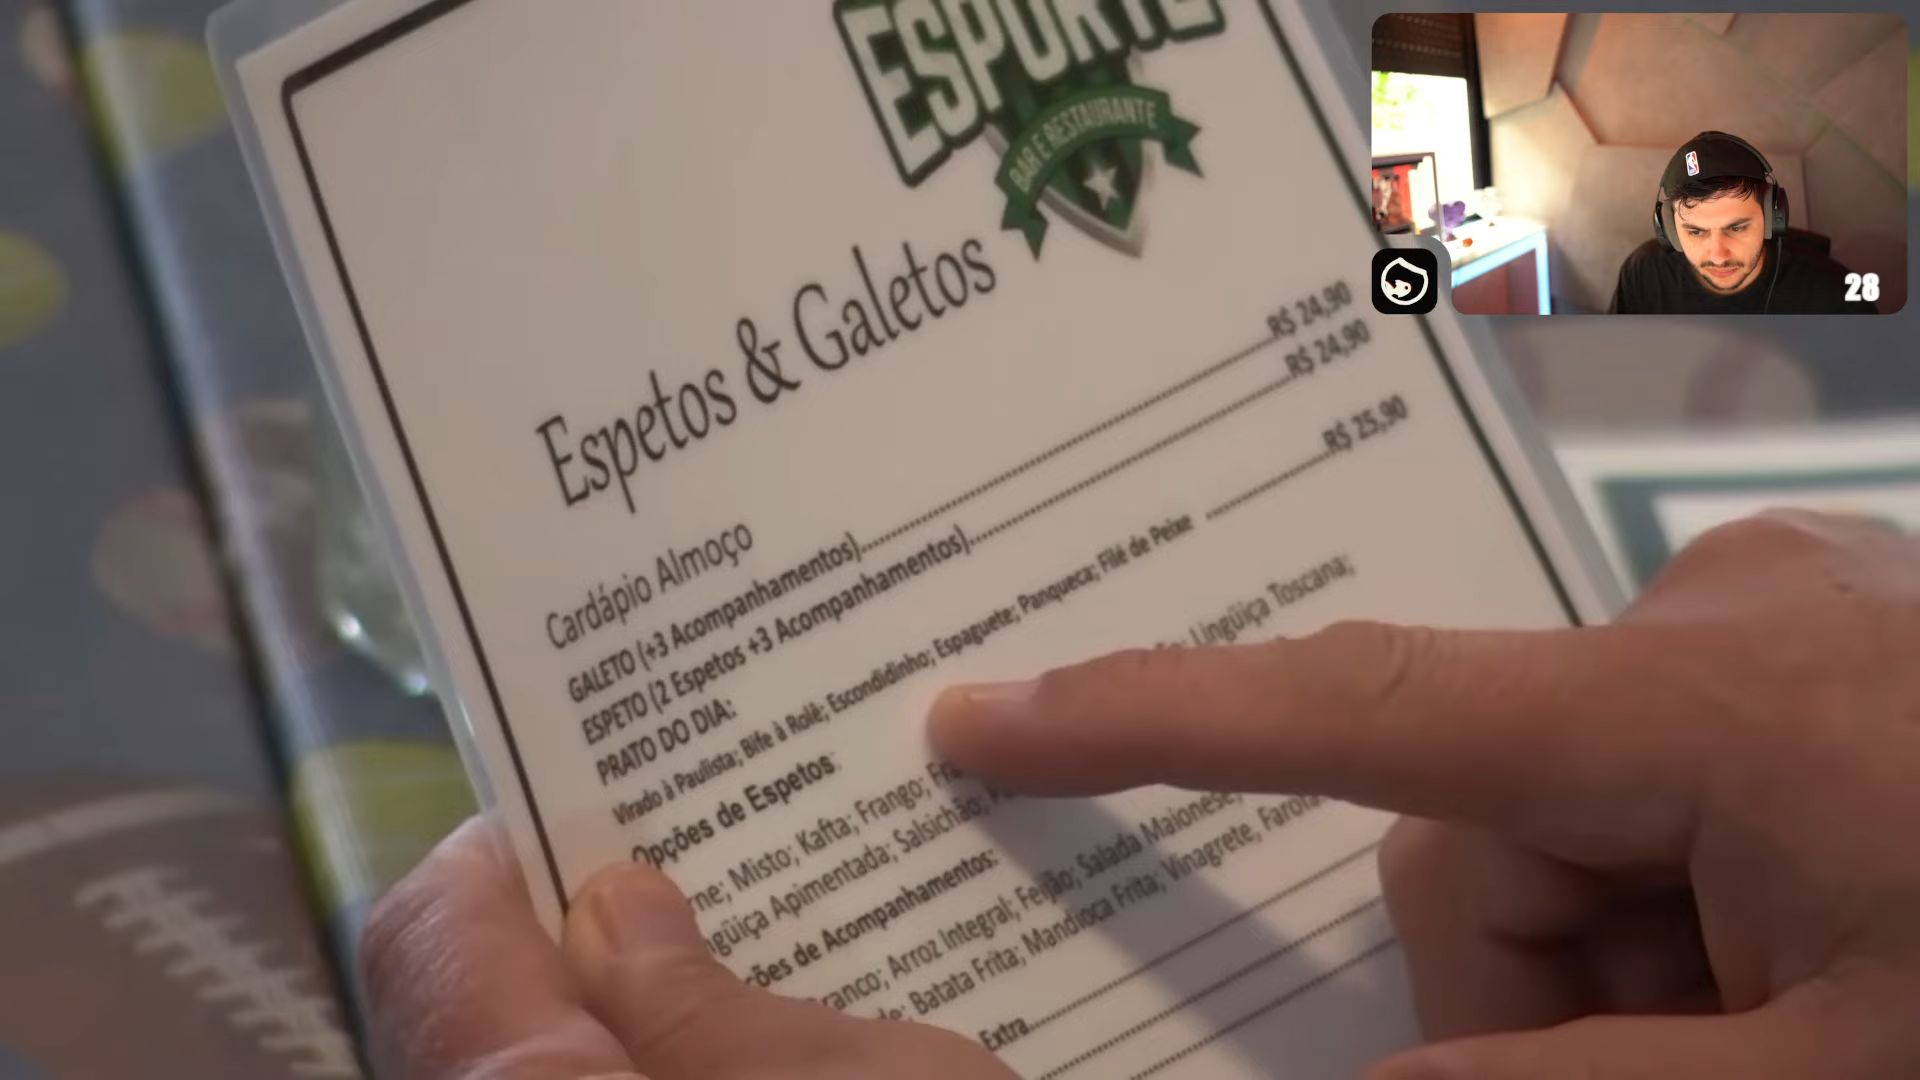 ESPORTE
BAR E RESTAURANTE
28
Espetos & Galetos
Cardápio Almoço
GALETO (+3 Acompanhamentos)........R$ 24,90
ESPETO (2 Espetos +3 Acompanhamentos)........R$ 24,90
PRATO DO DIA:
Virado à Paulista; Bife à Rolê; Escondidinho; Espaguete; Panqueca; Filé de Peixe ........R$ 25,90
Opções de Espetos:
Misto; Kafta; Frango; Lingüiça Toscana;
Apimentada; Salsichão;
de Acompanhamentos:
Arroz Integral; Feijão; Salada Maionese;
Batata Frita; Mandioca Frita; Vinagrete, Farofa
Extra........